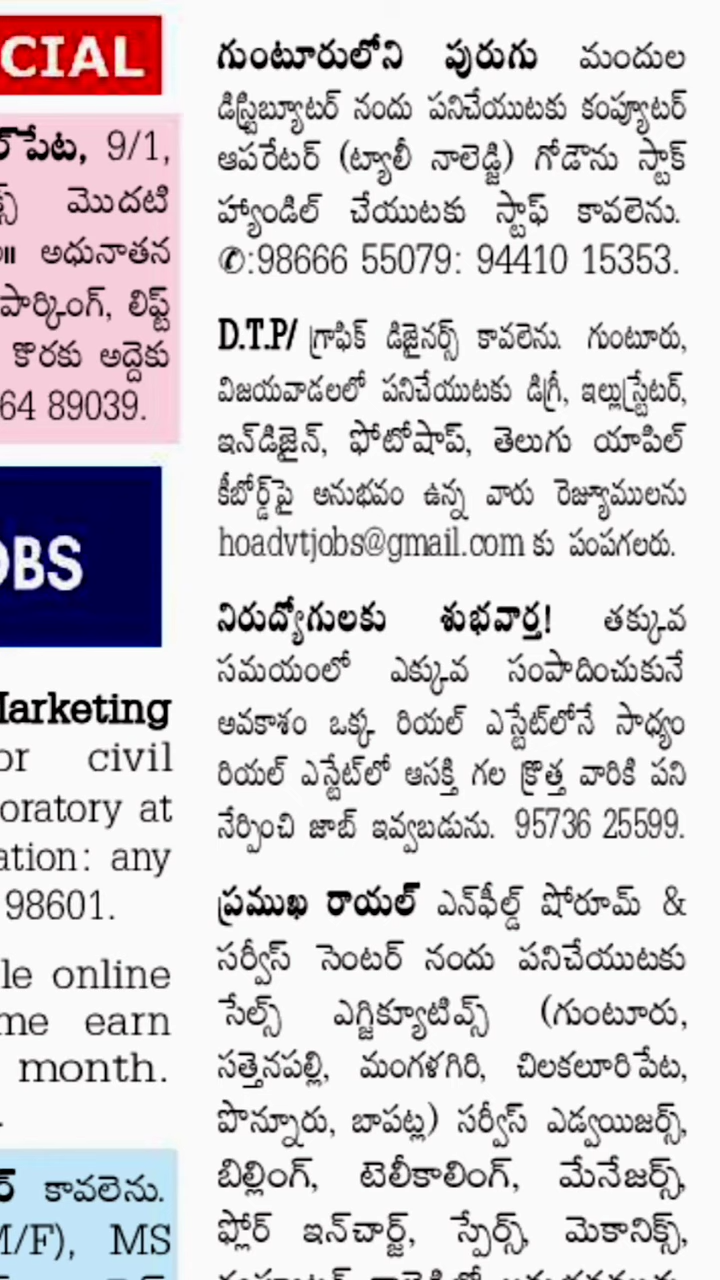 CIAL
పేట, 9/1,
మొదటి
అధునాతన
పార్కింగ్, లిఫ్ట్
కొరకు అద్దెకు
64 89039.
OBS
Marketing
or civil
oratory at
ation: any
98601.
le online
me earn
month.
కావలెను.
M/F), MS
గుంటూరులోని పురుగు మందుల
డిస్ట్రిబ్యూటర్ నందు పనిచేయుటకు కంప్యూటర్
ఆపరేటర్ (ట్యాలీ నాలెడ్జి) గోడౌను స్టాక్
హ్యాండిల్ చేయుటకు స్టాఫ్ కావలెను.
✆:98666 55079: 94410 15353.
D.T.P/ గ్రాఫిక్ డిజైనర్స్ కావలెను. గుంటూరు,
విజయవాడలలో పనిచేయుటకు డిగ్రీ, ఇల్లుస్ట్రేటర్,
ఇన్‌డిజైన్, ఫోటోషాప్, తెలుగు యాపిల్
కీబోర్డ్‌పై అనుభవం ఉన్న వారు రెజ్యూములను
hoadvtjobs@gmail.com కు పంపగలరు.
నిరుద్యోగులకు శుభవార్త! తక్కువ
సమయంలో ఎక్కువ సంపాదించుకునే
అవకాశం ఒక్క రియల్ ఎస్టేట్‌లోనే సాధ్యం
రియల్ ఎస్టేట్‌లో ఆసక్తి గల క్రొత్త వారికి పని
నేర్పించి జాబ్ ఇవ్వబడును. 95736 25599.
ప్రముఖ రాయల్ ఎన్‌ఫీల్డ్ షోరూమ్ &
సర్వీస్ సెంటర్ నందు పనిచేయుటకు
సేల్స్ ఎగ్జిక్యూటివ్స్ (గుంటూరు,
సత్తెనపల్లి, మంగళగిరి, చిలకలూరిపేట,
పొన్నూరు, బాపట్ల) సర్వీస్ ఎడ్వయిజర్స్,
బిల్లింగ్, టెలీకాలింగ్, మేనేజర్స్,
ఫ్లోర్ ఇన్‌చార్జ్, స్పేర్స్, మెకానిక్స్,